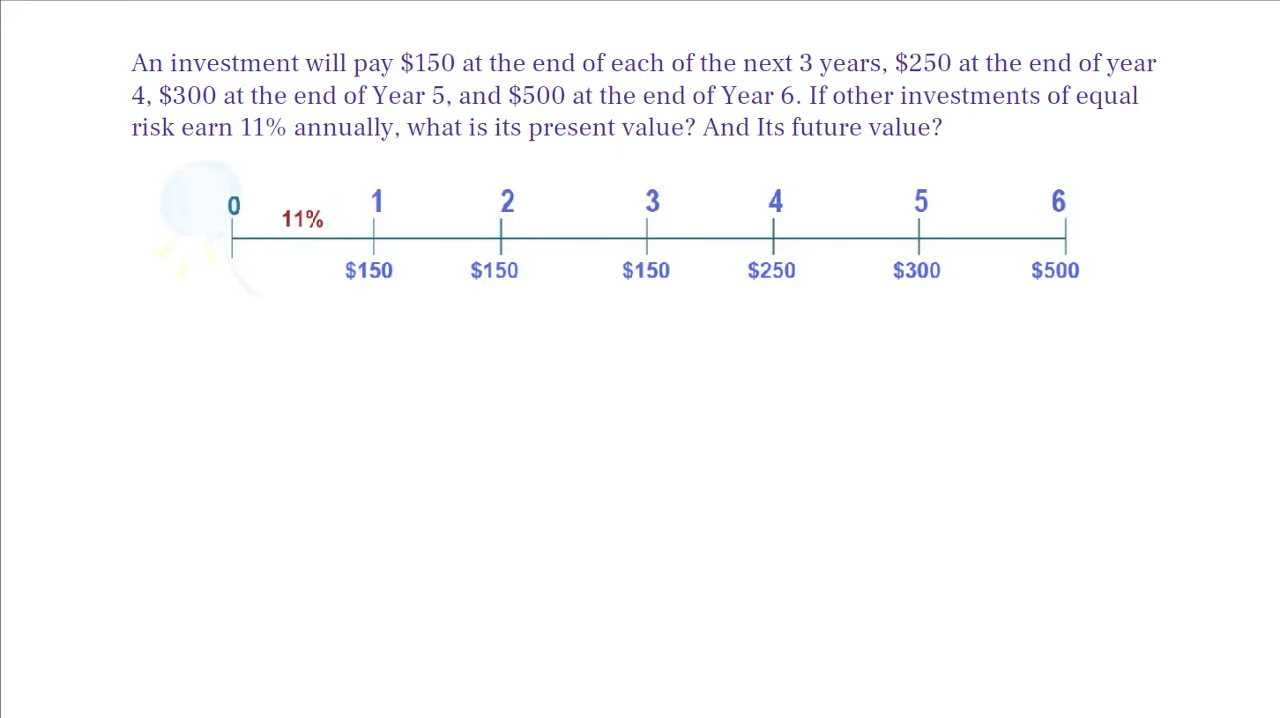 An investment will pay $150 at the end of each of the next 3 years, $250 at the end of year
4, $300 at the end of Year 5, and $500 at the end of Year 6. If other investments of equal
risk earn 11% annually, what is its present value? And Its future value?
0 11% 1 2 3 4 5 6
$150 $150 $150 $250 $300 $500